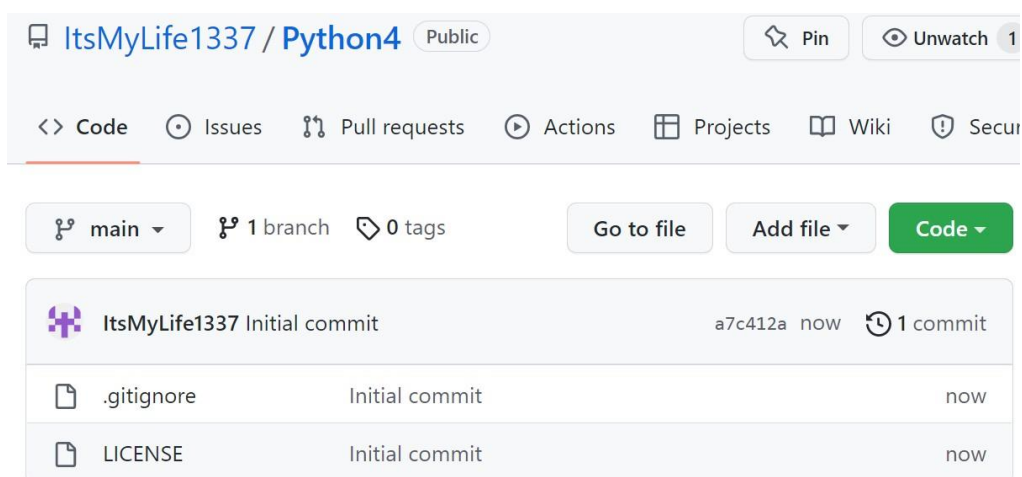 ItsMyLife1337 / Python4 Public Pin Unwatch 1
Code Issues Pull requests Actions Projects Wiki Secur
main 1 branch 0 tags Go to file Add file Code
ItsMyLife1337 Initial commit a7c412a now 1 commit
.gitignore Initial commit now
LICENSE Initial commit now